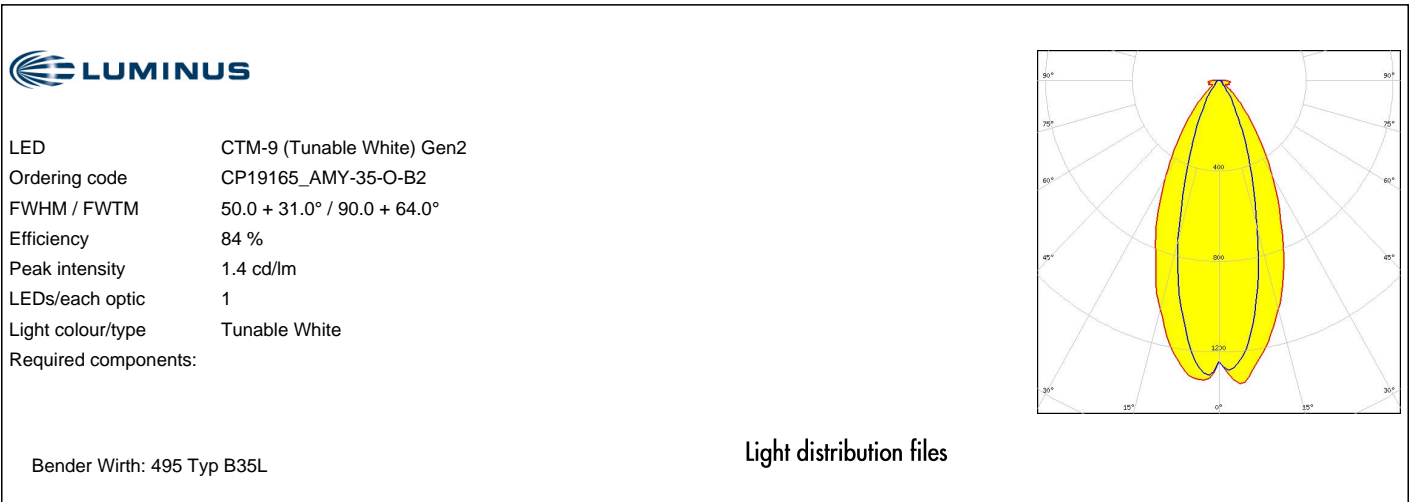 LUMINUS
LED CTM-9 (Tunable White) Gen2
Ordering code CP19165_AMY-35-O-B2
FWHM / FWTM 50.0 + 31.0° / 90.0 + 64.0°
Efficiency 84 %
Peak intensity 1.4 cd/lm
LEDs/each optic 1
Light colour/type Tunable White
Required components:
Bender Wirth: 495 Typ B35L
90° 90°
75° 75°
400
60° 60°
800
45° 45°
1200
30° 30°
15° 0° 15°
Light distribution files